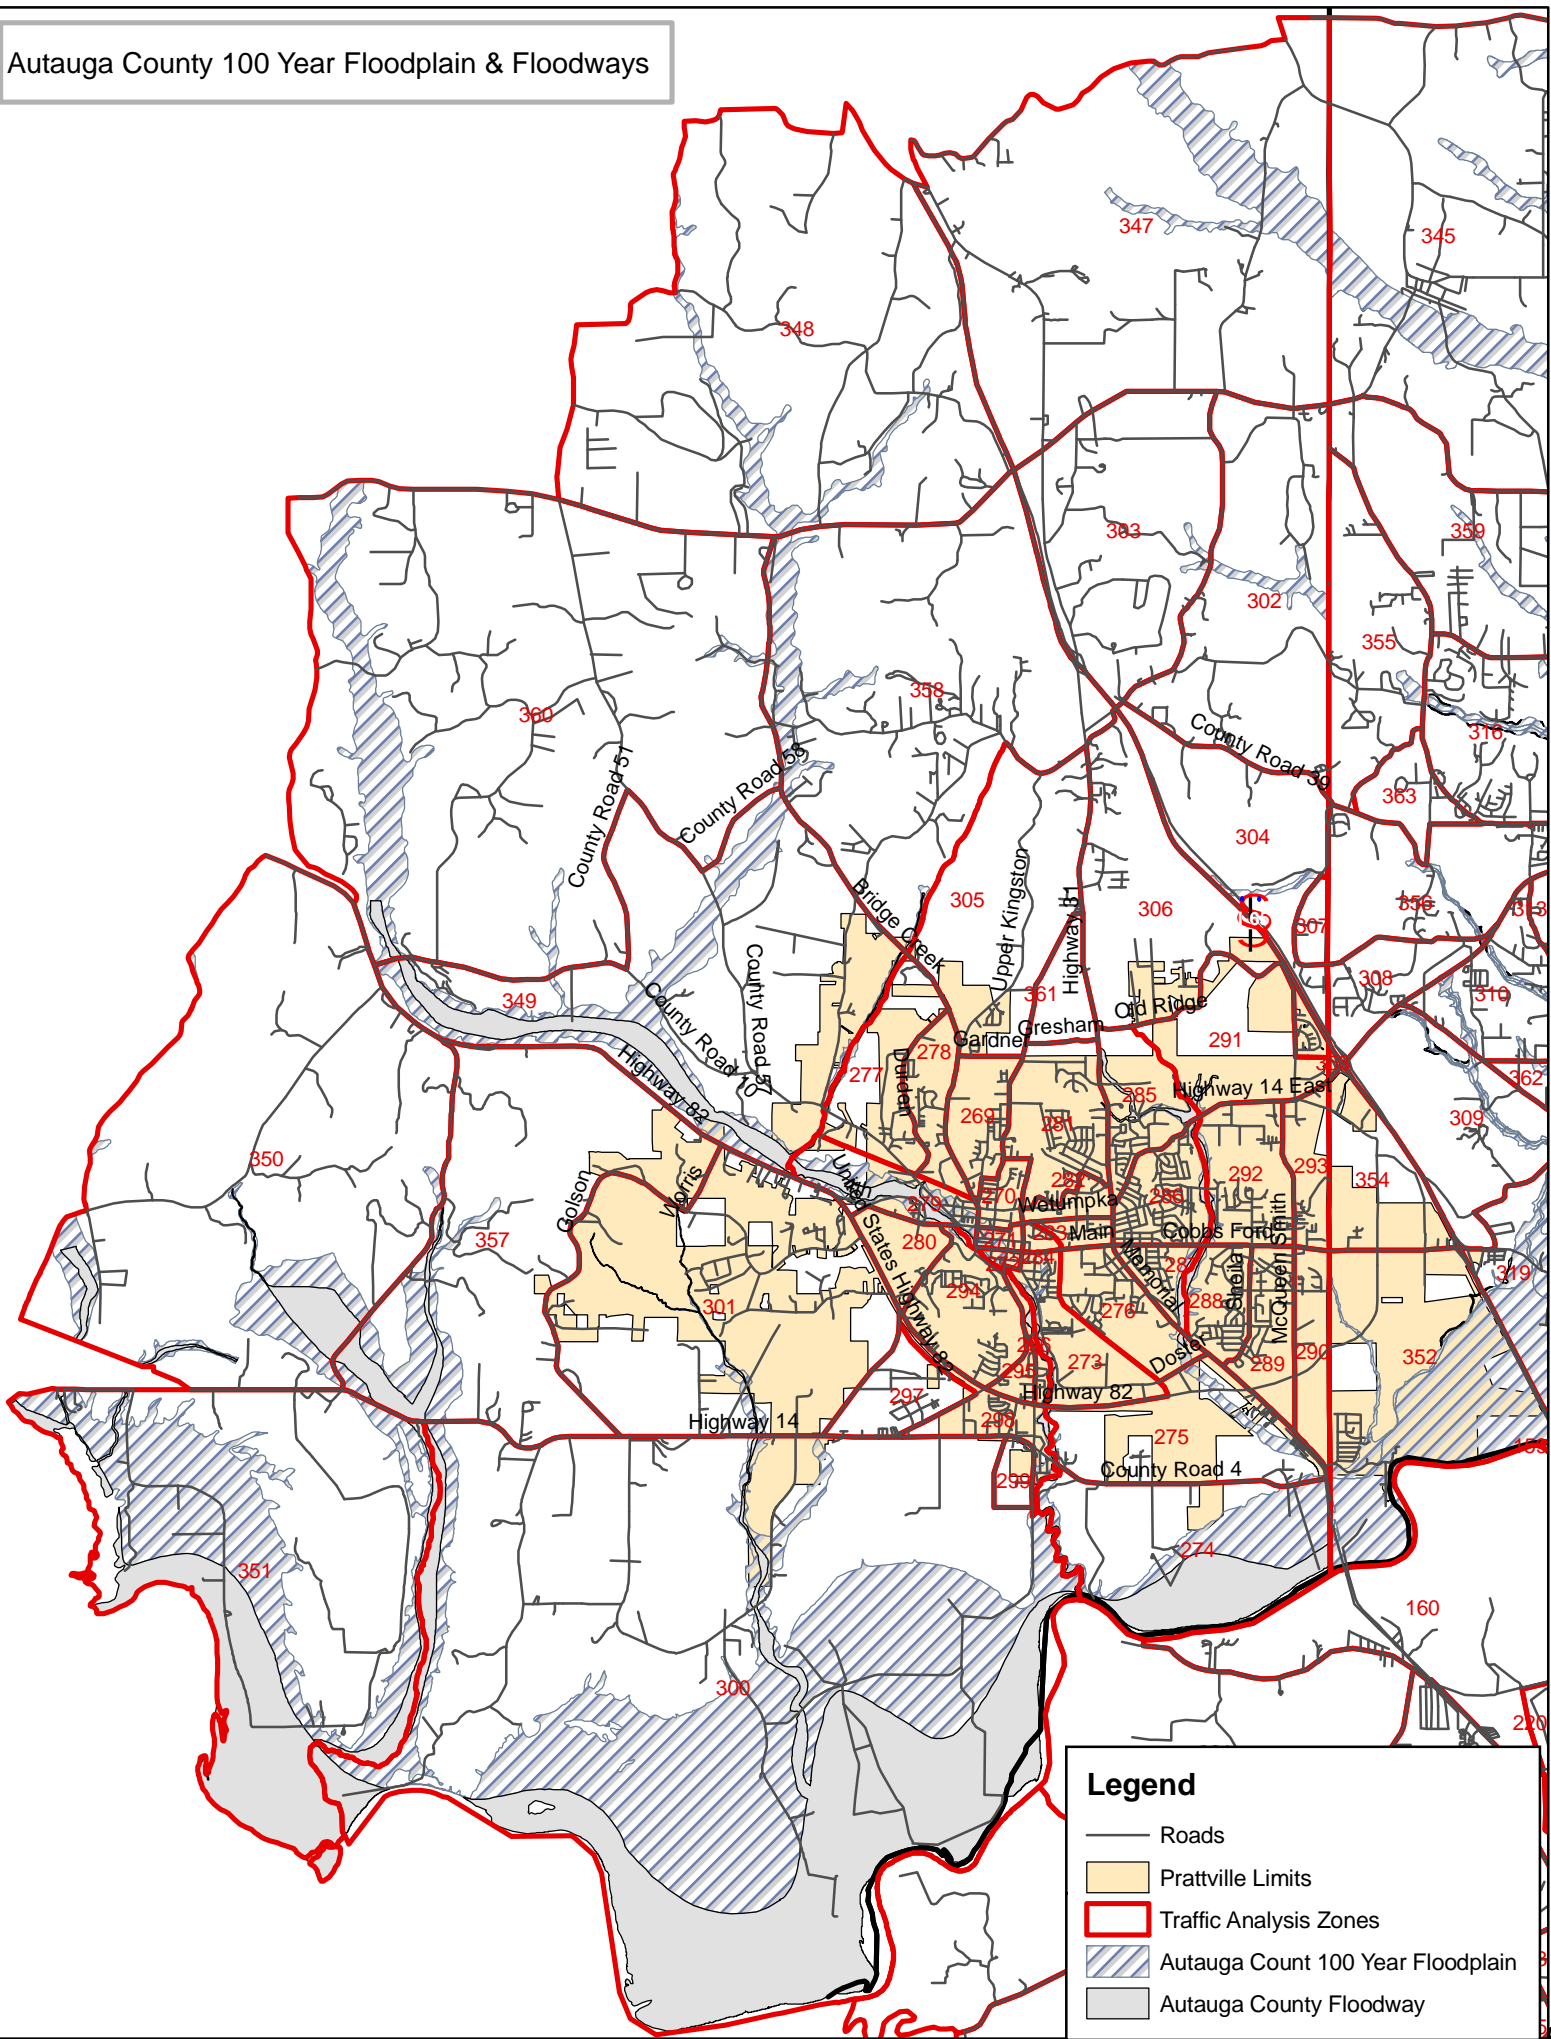 Autauga County 100 Year Floodplain & Floodways
347
345
348
303
359
302
355
358
360
316
County Road 39
County Road 51
County Road 58
363
304
Bridge Creek
305
Upper Kingston
Highway 31
306
356
313
307
County Road 57
308
310
349
County Road 10
361
Old Ridge
Gresham
Gardner
291
278
Highway 82
277
Durden
362
285
Highway 14 East
269
281
309
350
292
293
354
282
286
270
Wetumpka
279
Golson
Worris
United States Highway 82
280
283
Main
Cobbs Ford
McQueen Smith
Sheila
357
284
Memorial
319
294
301
276
288
273
Doster
289
290
352
295
Highway 82
297
298
Highway 14
275
County Road 4
299
274
351
160
300
220
Legend
Roads
Prattville Limits
Traffic Analysis Zones
Autauga Count 100 Year Floodplain
Autauga County Floodway